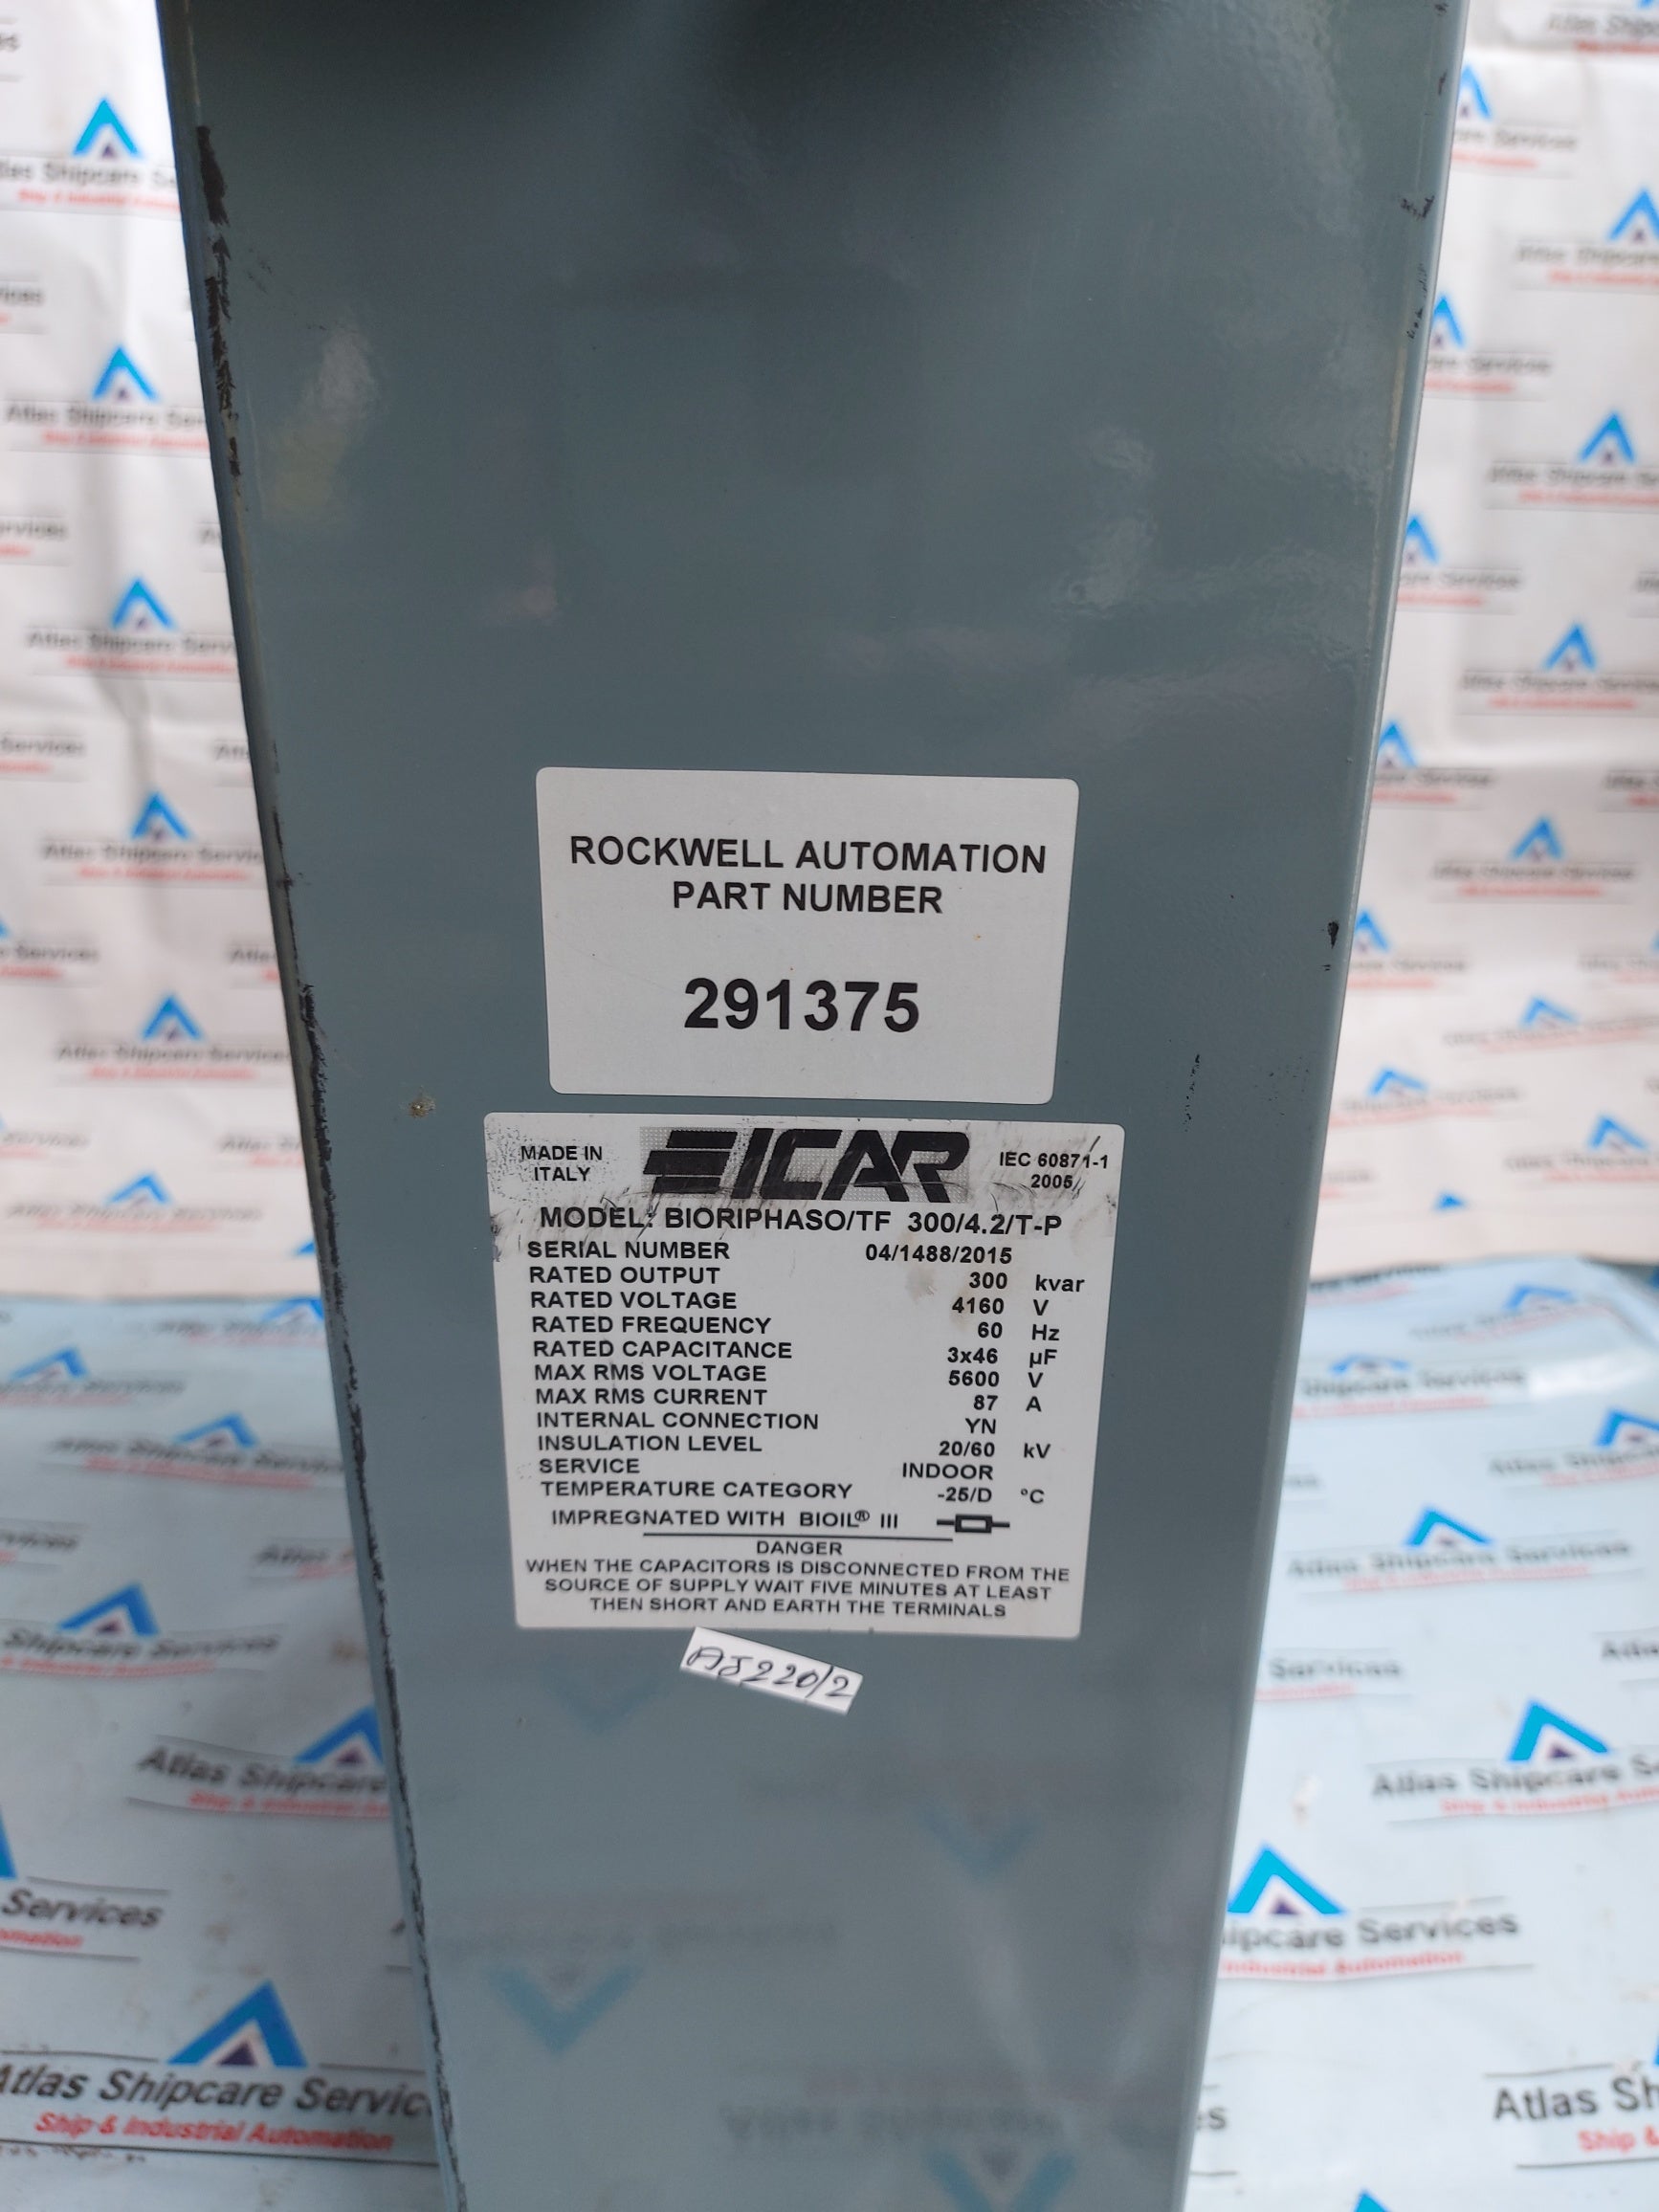 ROCKWELL AUTOMATION
PART NUMBER
291375
MADE IN
ITALY
ICAR
IEC 60871-1
2005
MODEL: BIORIPHASO/TF 300/4.2/T-P
SERIAL NUMBER 04/1488/2015
RATED OUTPUT 300 kvar
RATED VOLTAGE 4160 V
RATED FREQUENCY 60 Hz
RATED CAPACITANCE 3x46 µF
MAX RMS VOLTAGE 5600 V
MAX RMS CURRENT 87 A
INTERNAL CONNECTION YN
INSULATION LEVEL 20/60 kV
SERVICE INDOOR
TEMPERATURE CATEGORY -25/D °C
IMPREGNATED WITH BIOIL® III
DANGER
WHEN THE CAPACITORS IS DISCONNECTED FROM THE
SOURCE OF SUPPLY WAIT FIVE MINUTES AT LEAST
THEN SHORT AND EARTH THE TERMINALS
AJ220/2
Atlas Shipcare Services
Ship & Industrial Automation